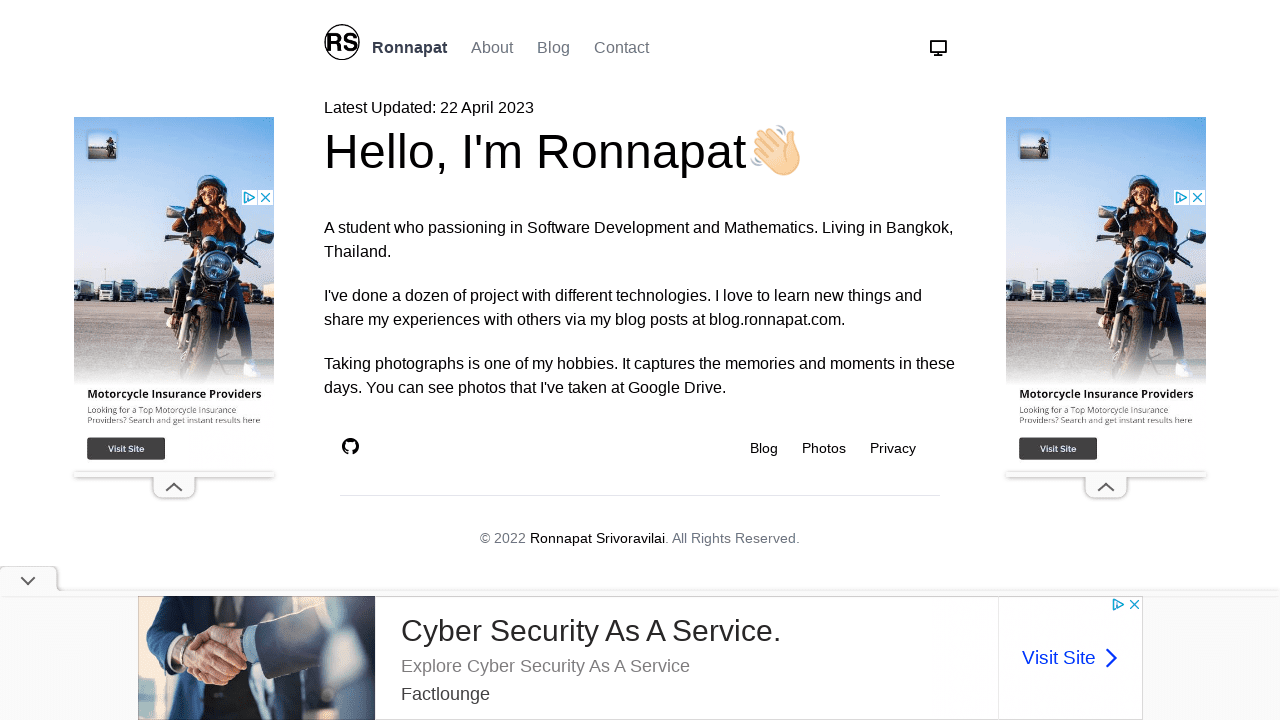 RS
Ronnapat
About
Blog
Contact
Latest Updated: 22 April 2023
Hello, I'm Ronnapat👋🏻
A student who passioning in Software Development and Mathematics. Living in Bangkok,
Thailand.
I've done a dozen of project with different technologies. I love to learn new things and
share my experiences with others via my blog posts at blog.ronnapat.com.
Taking photographs is one of my hobbies. It captures the memories and moments in these
days. You can see photos that I've taken at Google Drive.
Blog
Photos
Privacy
© 2022 Ronnapat Srivoravilai. All Rights Reserved.
Motorcycle Insurance Providers
Looking for a Top Motorcycle Insurance
Providers? Search and get instant results here
Visit Site
Motorcycle Insurance Providers
Looking for a Top Motorcycle Insurance
Providers? Search and get instant results here
Visit Site
Cyber Security As A Service.
Explore Cyber Security As A Service
Factlounge
Visit Site